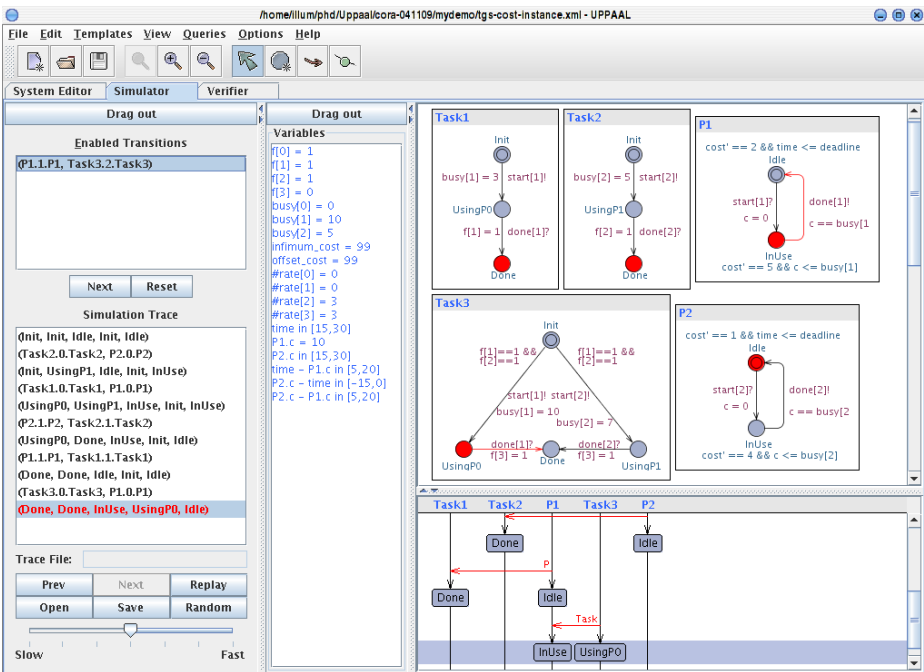 /home/illum/phd/Uppaal/cora-041109/mydemo/tgs-cost-instance.xml - UPPAAL
File Edit Templates View Queries Options Help
System Editor Simulator Verifier
Drag out
Enabled Transitions
(P1.1.P1, Task3.2.Task3)
Next Reset
Simulation Trace
(Init, Init, Idle, Init, Idle)
(Task2.0.Task2, P2.0.P2)
(Init, UsingP1, Idle, Init, InUse)
(Task1.0.Task1, P1.0.P1)
(UsingP0, UsingP1, InUse, Init, InUse)
(P2.1.P2, Task2.1.Task2)
(UsingP0, Done, InUse, Init, Idle)
(P1.1.P1, Task1.1.Task1)
(Done, Done, Idle, Init, Idle)
(Task3.0.Task3, P1.0.P1)
(Done, Done, InUse, UsingP0, Idle)
Trace File:
Prev Next Replay
Open Save Random
Slow Fast
Drag out
Variables
f[0] = 1
f[1] = 1
f[2] = 1
f[3] = 0
busy[0] = 0
busy[1] = 10
busy[2] = 5
infimum_cost = 99
offset_cost = 99
#rate[0] = 0
#rate[1] = 0
#rate[2] = 3
#rate[3] = 3
time in [15,30]
P1.c = 10
P2.c in [15,30]
time - P1.c in [5,20]
P2.c - time in [-15,0]
P2.c - P1.c in [5,20]
Task1
Init
busy[1] = 3 start[1]!
UsingP0
f[1] = 1 done[1]?
Done
Task2
Init
busy[2] = 5 start[2]!
UsingP1
f[2] = 1 done[2]?
Done
P1
cost' == 2 && time <= deadline
Idle
start[1]? done[1]!
c = 0 c == busy[1
InUse
cost' == 5 && c <= busy[1]
Task3
Init
f[1]==1 && f[1]==1 &&
f[2]==1 f[2]==1
start[1]! start[2]!
busy[1] = 10
busy[2] = 7
done[1]? done[2]?
f[3] = 1 f[3] = 1
UsingP0 Done UsingP1
P2
cost' == 1 && time <= deadline
Idle
start[2]? done[2]!
c = 0 c == busy[2
InUse
cost' == 4 && c <= busy[2]
Task1 Task2 P1 Task3 P2
Done Idle
P
Done Idle
Task
InUse UsingP0